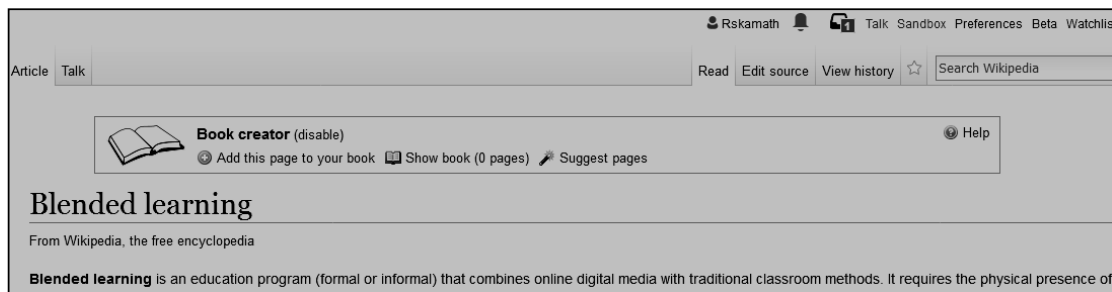 Rskamath 1 Talk Sandbox Preferences Beta Watchlis
Article Talk Read Edit source View history Search Wikipedia
Book creator (disable) Help
Add this page to your book Show book (0 pages) Suggest pages
Blended learning
From Wikipedia, the free encyclopedia
Blended learning is an education program (formal or informal) that combines online digital media with traditional classroom methods. It requires the physical presence of